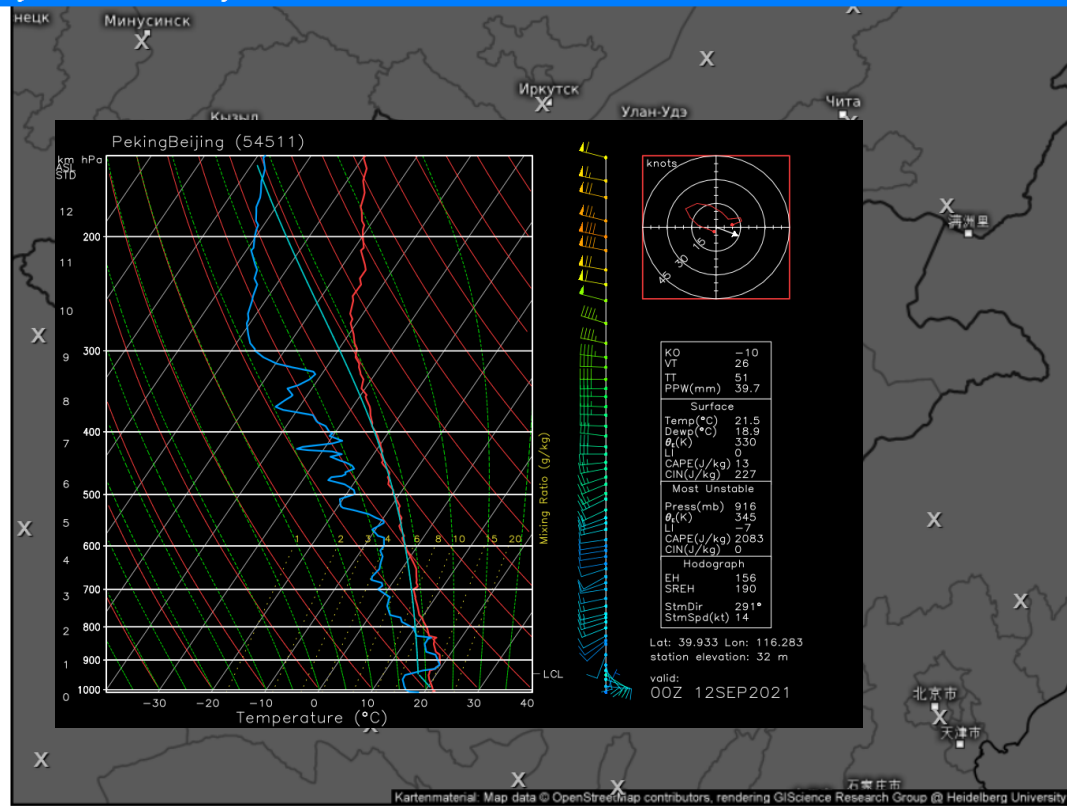 нецк
Минусинск
Иркутск
Улан-Удэ
Чита
Кызыл
PekingBeijing (54511)
km hPa
ASL
STD
12
200
11
10
300
9
8
400
7
6
500
5
600
4
700
3
800
2
900
1
1000
0
1 2 3 4 6 8 10 15 20
Mixing Ratio (g/kg)
LCL
-30 -20 -10 0 10 20 30 40
Temperature (°C)
knots
15
30
45
KO -10
VT 26
TT 51
PPW(mm) 39.7
Surface
Temp(°C) 21.5
Dewp(°C) 18.9
θE(K) 330
LI 0
CAPE(J/kg) 13
CIN(J/kg) 227
Most Unstable
Press(mb) 916
θE(K) 345
LI -7
CAPE(J/kg) 2083
CIN(J/kg) 0
Hodograph
EH 156
SREH 190
StmDir 291°
StmSpd(kt) 14
Lat: 39.933 Lon: 116.283
station elevation: 32 m
valid:
00Z 12SEP2021
北京市
天津市
石家庄市
Kartenmaterial: Map data © OpenStreetMap contributors, rendering GIScience Research Group @ Heidelberg University